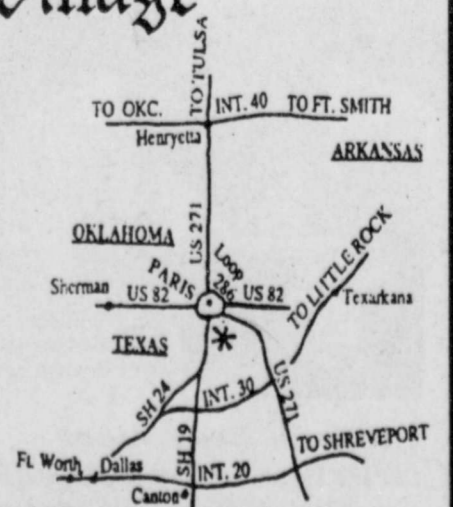 Village
TO TULSA
TO OKC. INT. 40 TO FT. SMITH
Henryetta
ARKANSAS
US 271
OKLAHOMA
TO LITTLE ROCK
PARIS Loop 286
Sherman US 82 US 82 Texarkana
TEXAS
SH 24 INT. 30 US 271
SH 19
TO SHREVEPORT
Ft. Worth Dallas INT. 20
Canton